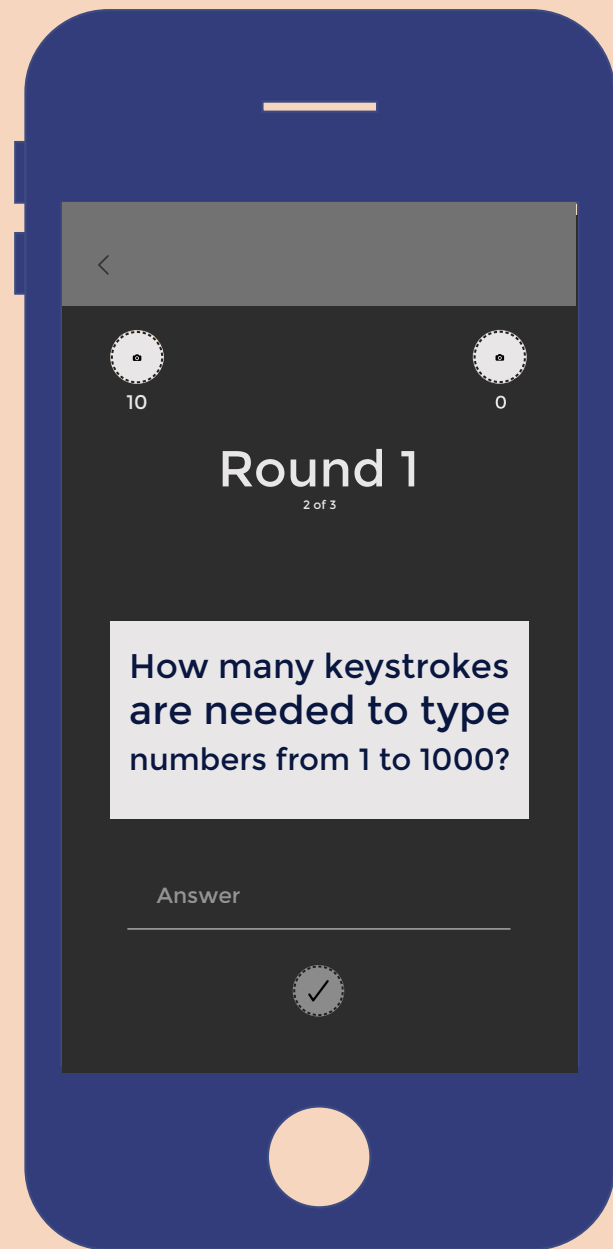 10
0
Round 1
2 of 3
How many keystrokes
are needed to type
numbers from 1 to 1000?
Answer